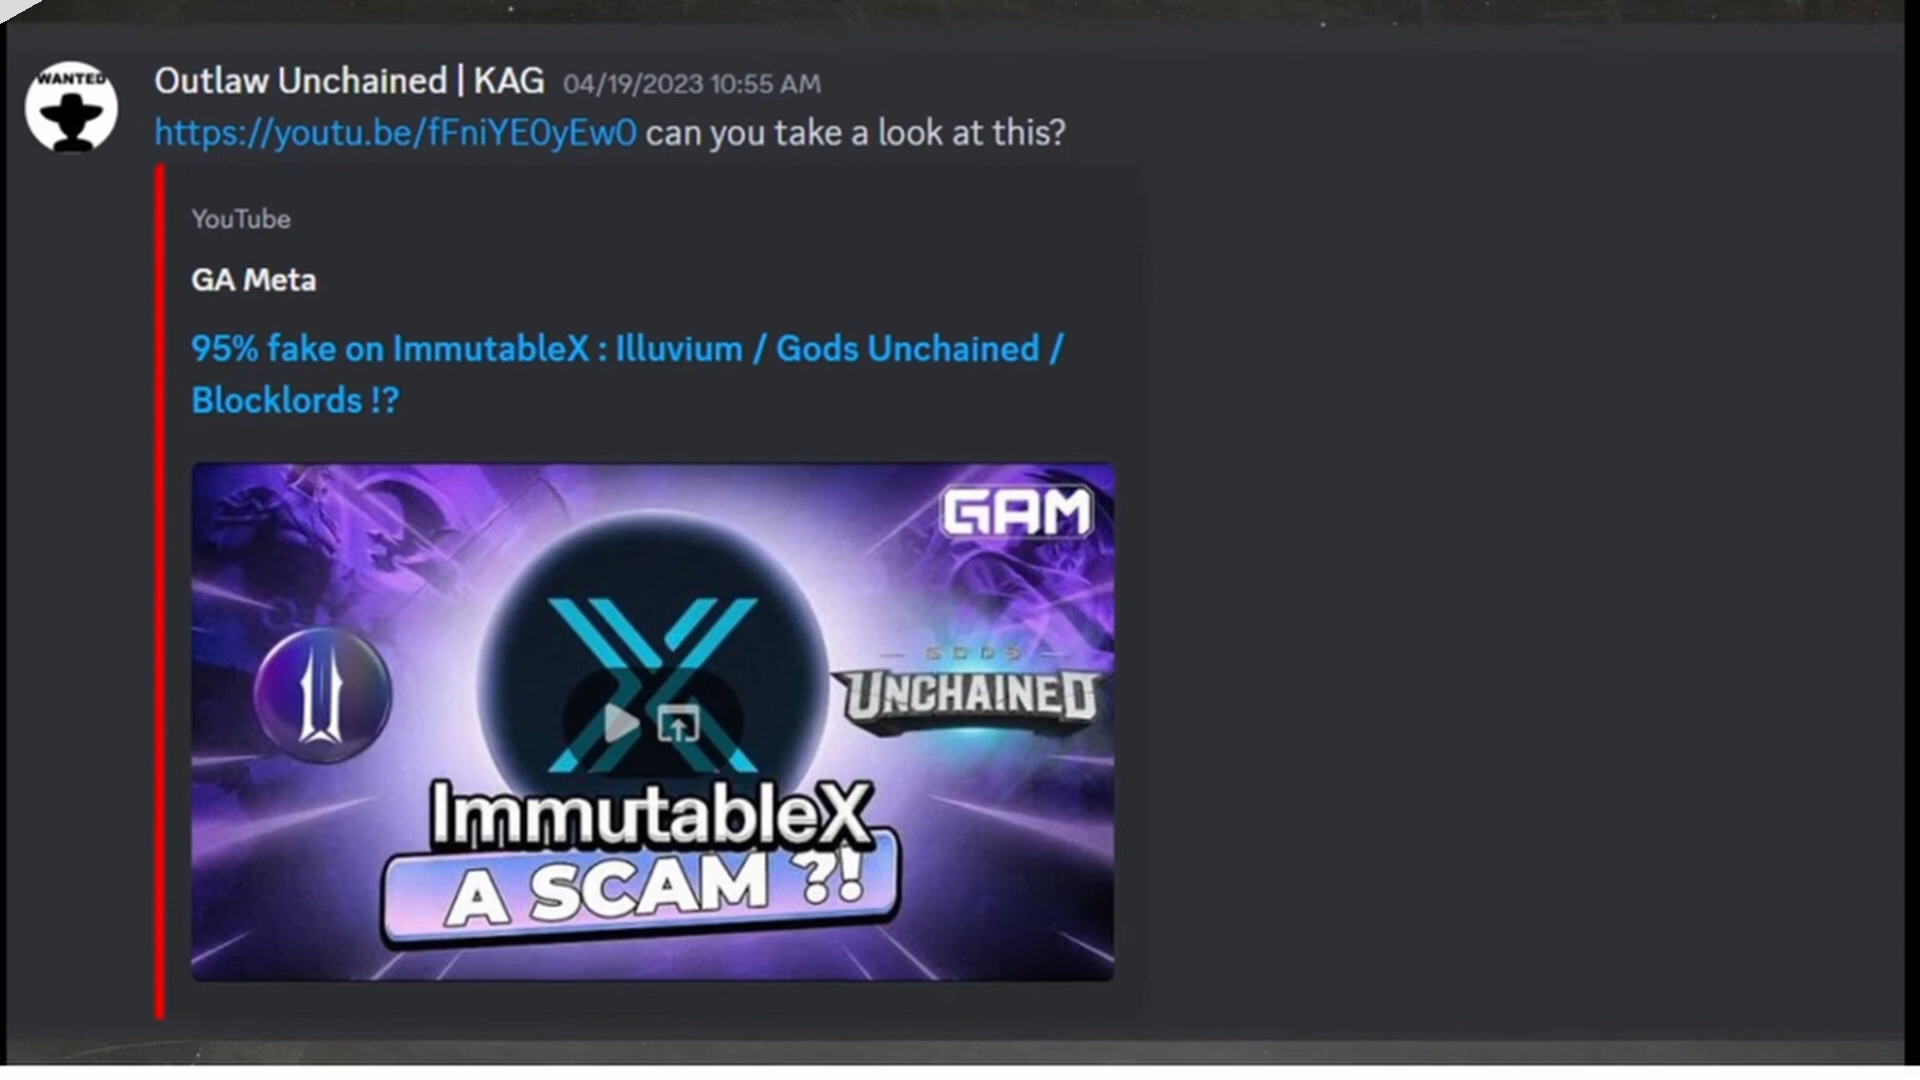 WANTED
Outlaw Unchained | KAG 04/19/2023 10:55 AM
https://youtu.be/fFniYE0yEw0 can you take a look at this?
YouTube
GA Meta
95% fake on ImmutableX : Illuvium / Gods Unchained /
Blocklords !?
GAM
GODS
UNCHAINED
ImmutableX
A SCAM ?!